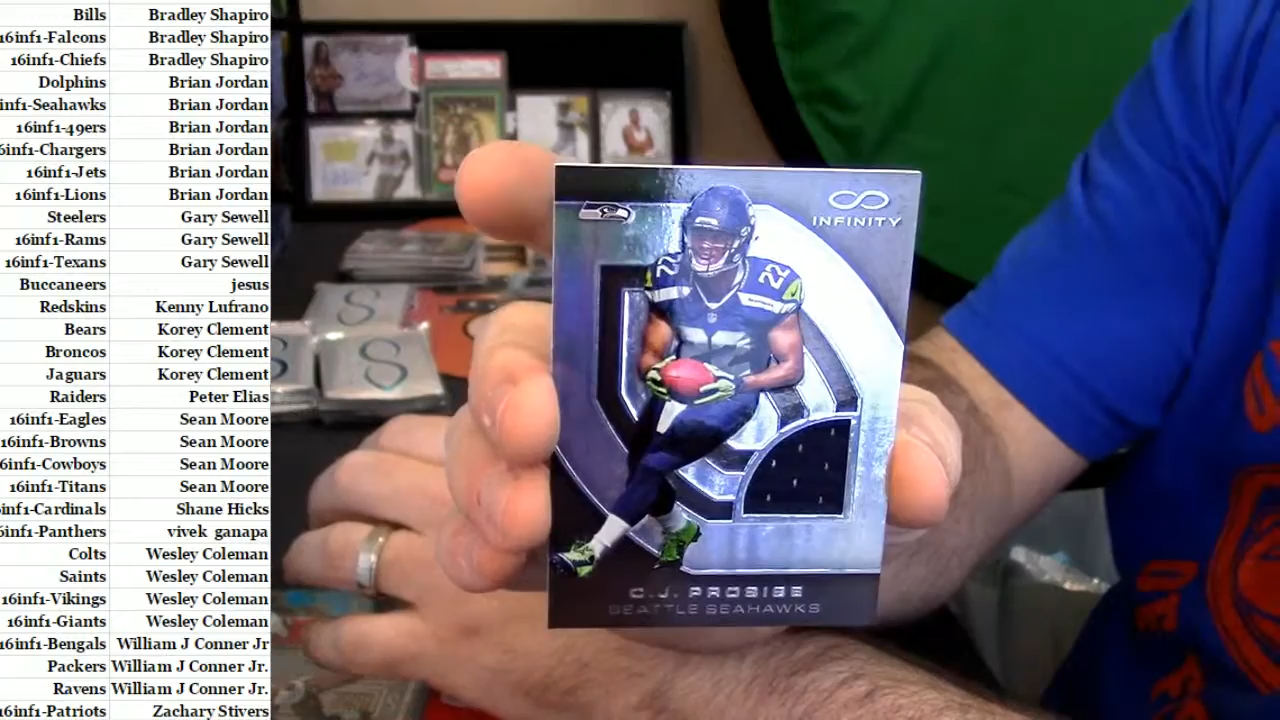 Bills Bradley Shapiro
16inf1-Falcons Bradley Shapiro
16inf1-Chiefs Bradley Shapiro
Dolphins Brian Jordan
inf1-Seahawks Brian Jordan
16inf1-49ers Brian Jordan
6inf1-Chargers Brian Jordan
16inf1-Jets Brian Jordan
16inf1-Lions Brian Jordan
Steelers Gary Sewell
16inf1-Rams Gary Sewell
16inf1-Texans Gary Sewell
Buccaneers jesus
Redskins Kenny Lufrano
Bears Korey Clement
Broncos Korey Clement
Jaguars Korey Clement
Raiders Peter Elias
16inf1-Eagles Sean Moore
16inf1-Browns Sean Moore
6inf1-Cowboys Sean Moore
16inf1-Titans Sean Moore
inf1-Cardinals Shane Hicks
6inf1-Panthers vivek ganapa
Colts Wesley Coleman
Saints Wesley Coleman
16inf1-Vikings Wesley Coleman
16inf1-Giants Wesley Coleman
16inf1-Bengals William J Conner Jr
Packers William J Conner Jr.
Ravens William J Conner Jr.
16inf1-Patriots Zachary Stivers
INFINITY
22
22
22
C.J. PROSISE
SEATTLE SEAHAWKS
S
S
S